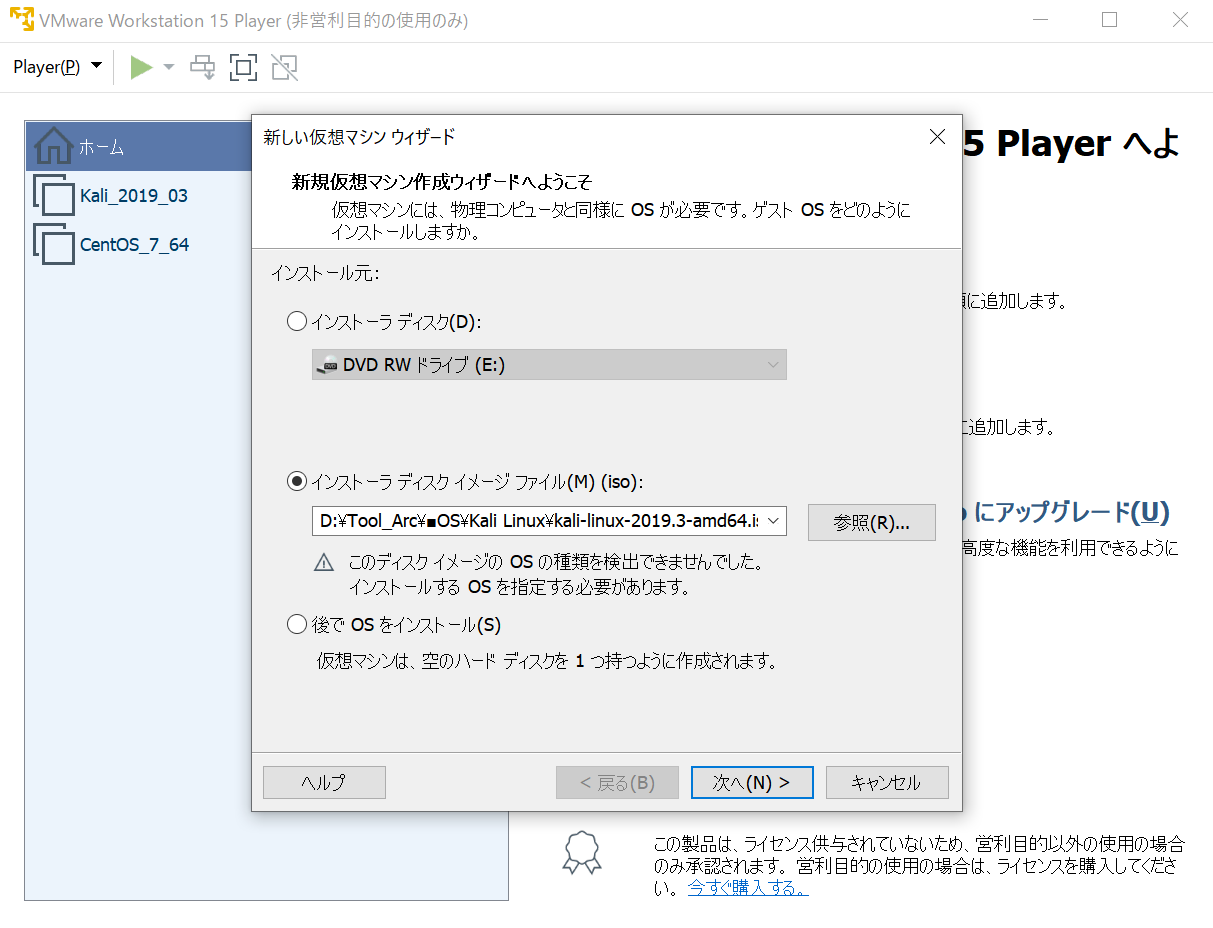 VMware Workstation 15 Player (非営利目的の使用のみ)
Player(P)
ホーム
Kali_2019_03
CentOS_7_64
5 Player へよ
に追加します。
に追加します。
にアップグレード(U)
高度な機能を利用できるように
新しい仮想マシン ウィザード
新規仮想マシン作成ウィザードへようこそ
仮想マシンには、物理コンピュータと同様に OS が必要です。ゲスト OS をどのように
インストールしますか。
インストール元:
インストーラ ディスク(D):
DVD RW ドライブ (E:)
インストーラ ディスク イメージ ファイル(M) (iso):
D:¥Tool_Arc¥■OS¥Kali Linux¥kali-linux-2019.3-amd64.is
参照(R)...
このディスク イメージの OS の種類を検出できませんでした。
インストールする OS を指定する必要があります。
後で OS をインストール(S)
仮想マシンは、空のハード ディスクを 1 つ持つように作成されます。
ヘルプ
< 戻る(B)
次へ(N) >
キャンセル
この製品は、ライセンス供与されていないため、営利目的以外の使用の場合
のみ承認されます。営利目的の使用の場合は、ライセンスを購入してくださ
い。 今すぐ購入する。